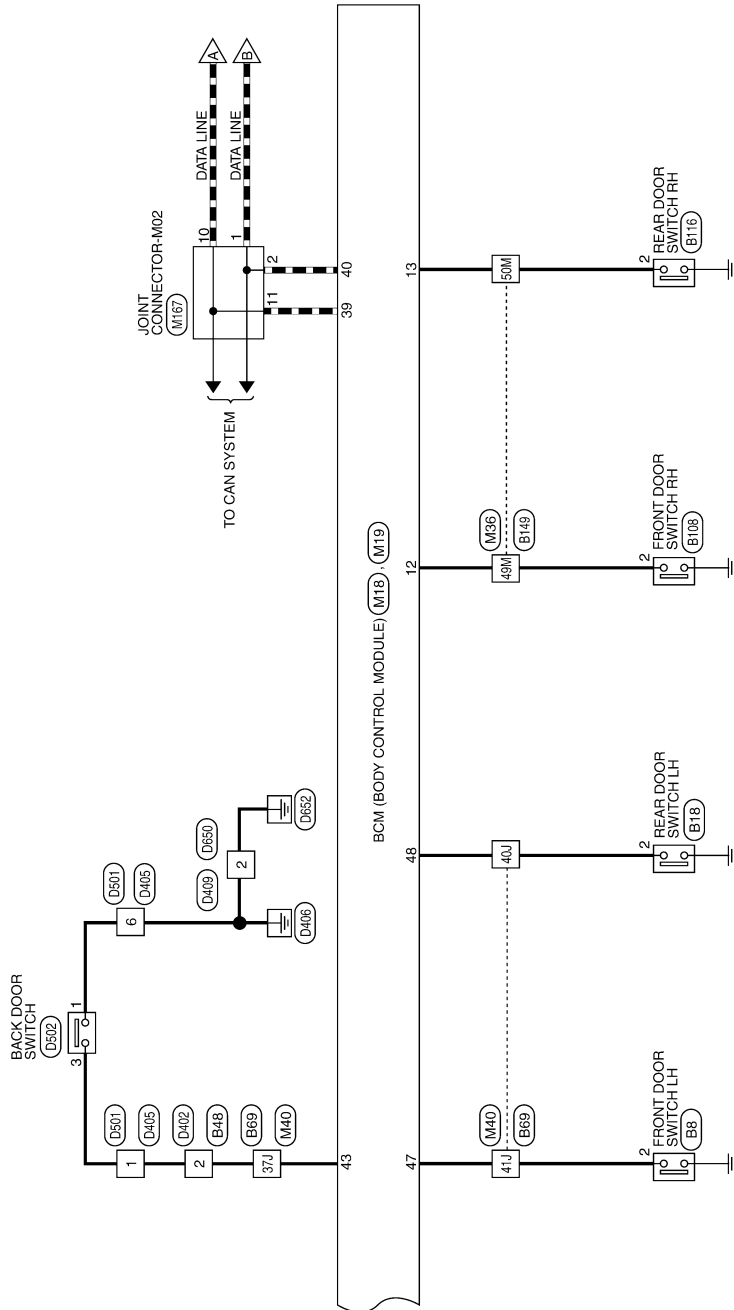 A
B
DATA LINE
DATA LINE
JOINT
CONNECTOR-M02
M167
10
1
2
11
TO CAN SYSTEM
40
39
BACK DOOR
SWITCH
D502
3
1
D501
D405
6
D409
D650
2
D652
D406
D501
1
D405
D402
2
B48
B69
37J
M40
43
BCM (BODY CONTROL MODULE) M18 , M19
47
48
12
13
M40
41J
B69
40J
M36
49M
B149
50M
2
FRONT DOOR
SWITCH LH
B8
2
REAR DOOR
SWITCH LH
B18
2
FRONT DOOR
SWITCH RH
B108
2
REAR DOOR
SWITCH RH
B116